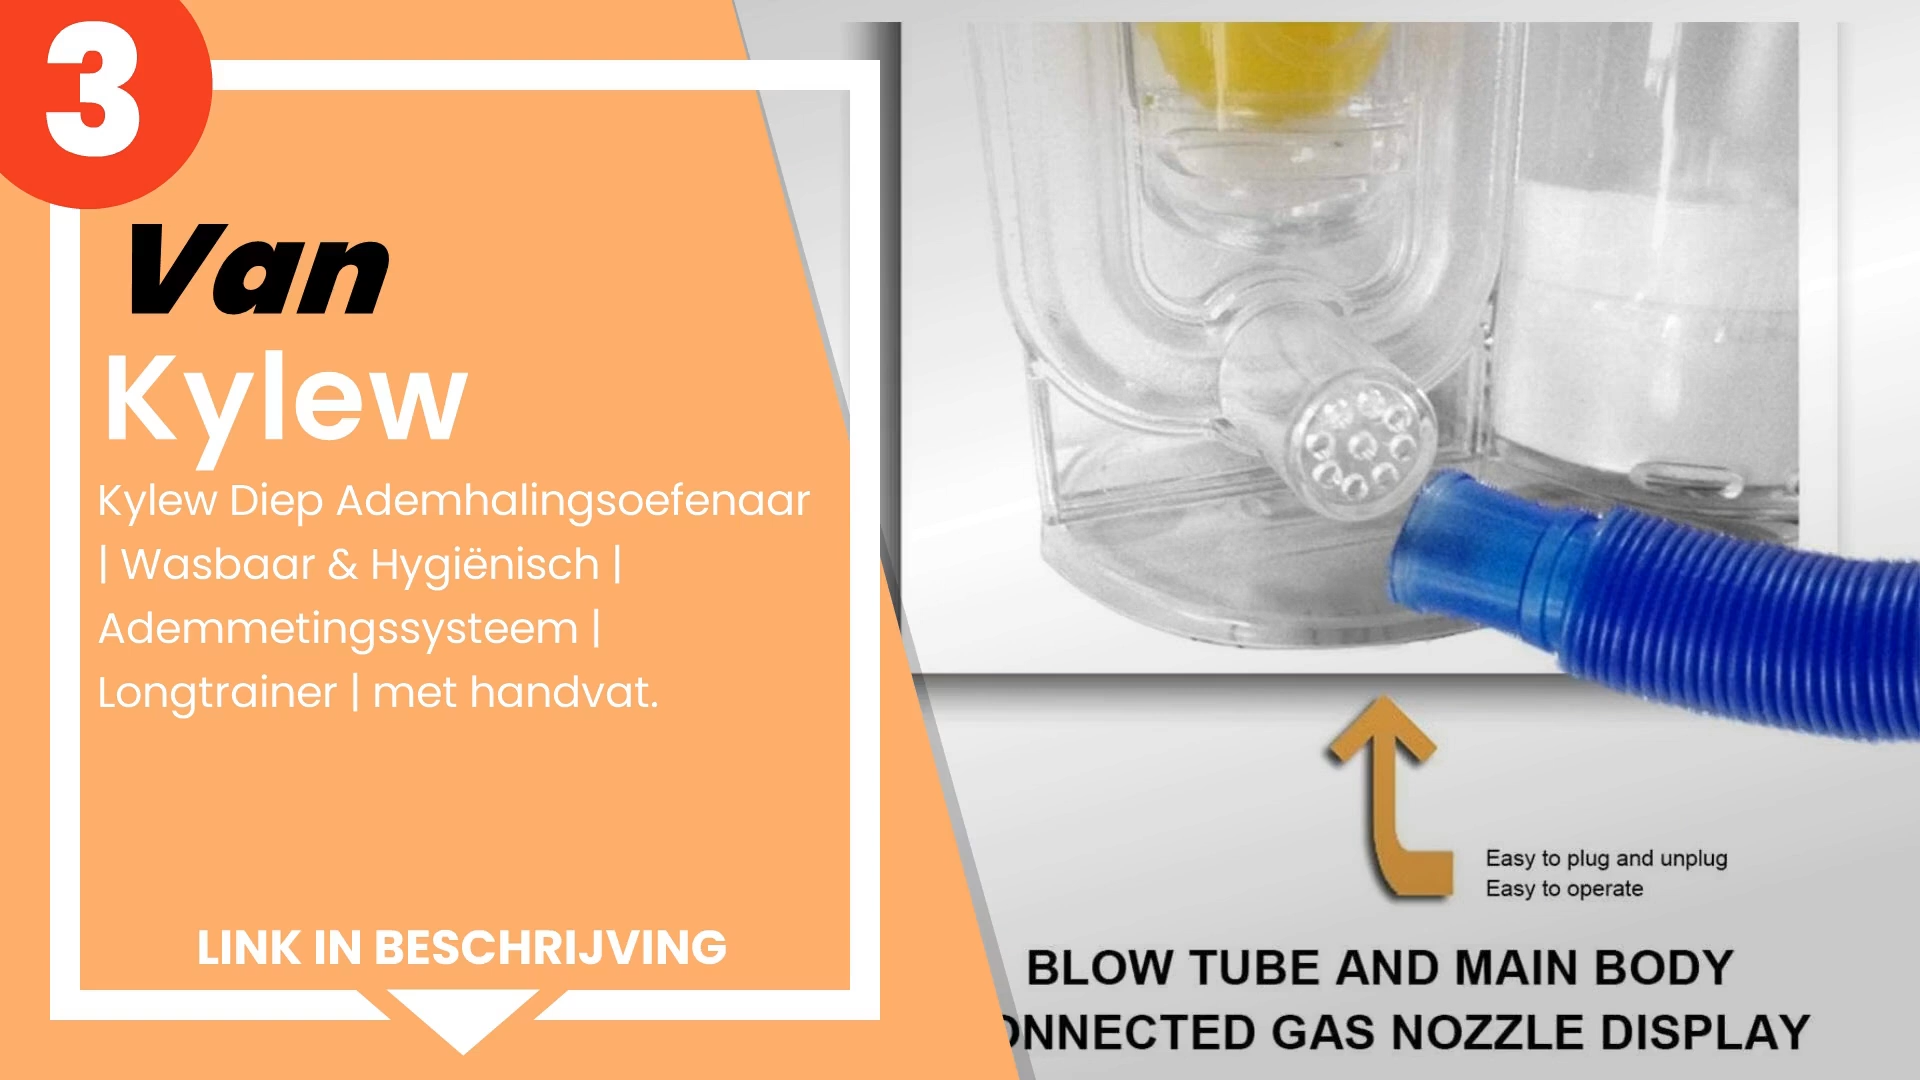 3
Van
Kylew
Kylew Diep Ademhalingsoefenaar
| Wasbaar & Hygiënisch |
Ademmetingssysteem |
Longtrainer | met handvat.
LINK IN BESCHRIJVING
Easy to plug and unplug
Easy to operate
BLOW TUBE AND MAIN BODY
ONNECTED GAS NOZZLE DISPLAY